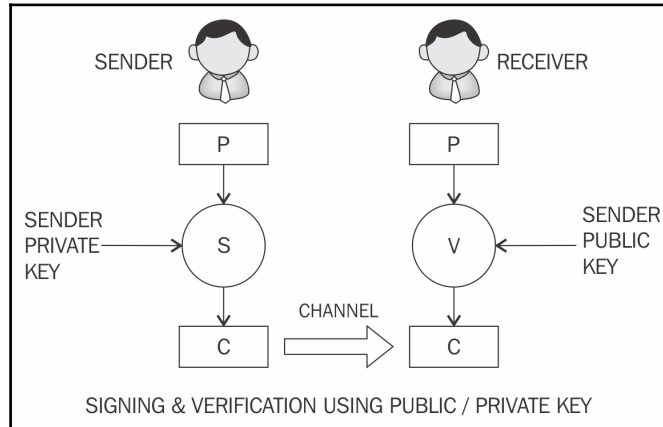 SENDER
RECEIVER
P
P
SENDER
PRIVATE
KEY
S
V
SENDER
PUBLIC
KEY
C
CHANNEL
C
SIGNING & VERIFICATION USING PUBLIC / PRIVATE KEY